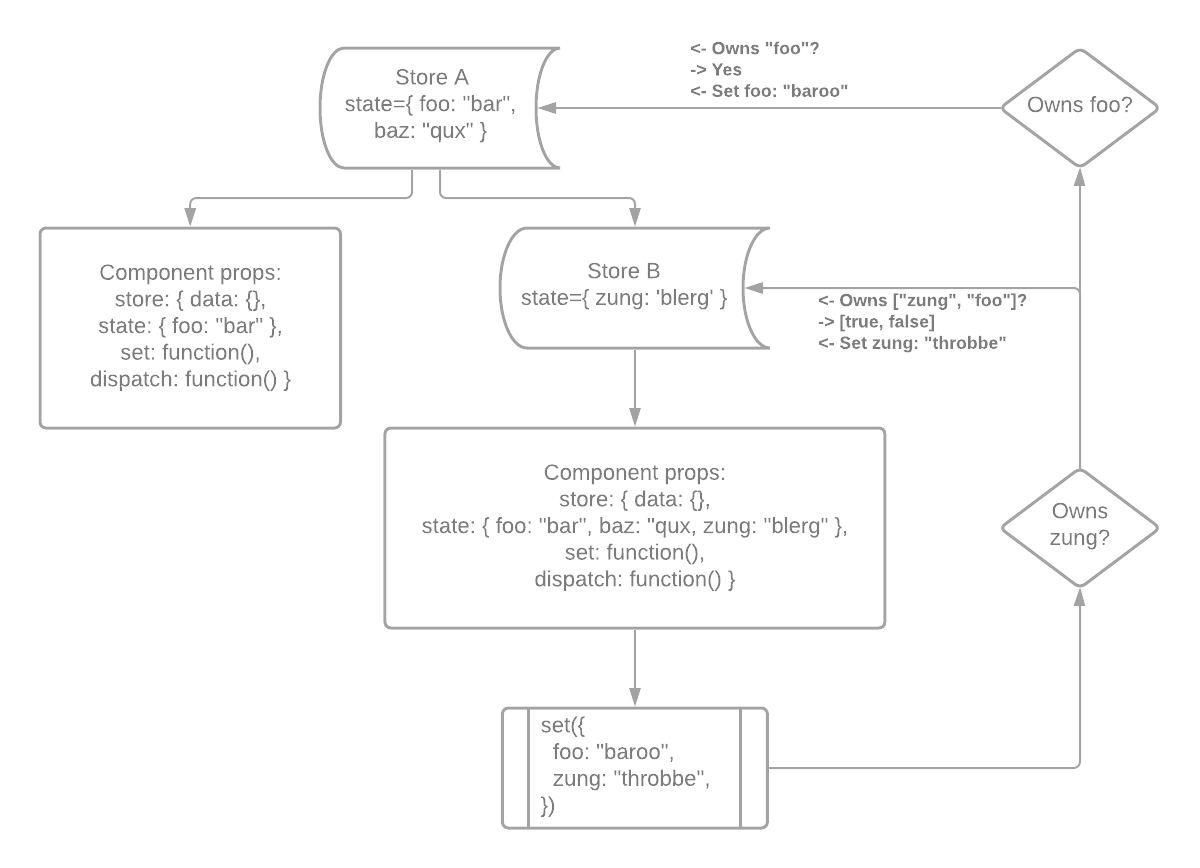 Store A
state={ foo: "bar",
baz: "qux" }
<- Owns "foo"?
-> Yes
<- Set foo: "baroo"
Owns foo?
Component props:
store: { data: {},
state: { foo: "bar" },
set: function(),
dispatch: function() }
Store B
state={ zung: 'blerg' }
<- Owns ["zung", "foo"]?
-> [true, false]
<- Set zung: "throbbe"
Component props:
store: { data: {},
state: { foo: "bar", baz: "qux, zung: "blerg" },
set: function(),
dispatch: function() }
Owns
zung?
set({
foo: "baroo",
zung: "throbbe",
})